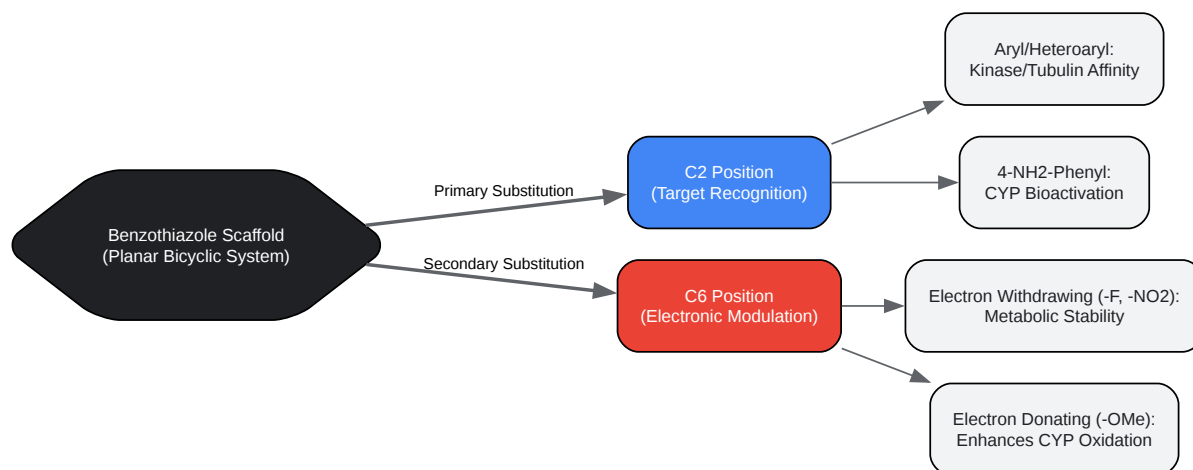 Benzothiazole Scaffold
(Planar Bicyclic System)
Primary Substitution
Secondary Substitution
C2 Position
(Target Recognition)
C6 Position
(Electronic Modulation)
Aryl/Heteroaryl:
Kinase/Tubulin Affinity
4-NH2-Phenyl:
CYP Bioactivation
Electron Withdrawing (-F, -NO2):
Metabolic Stability
Electron Donating (-OMe):
Enhances CYP Oxidation